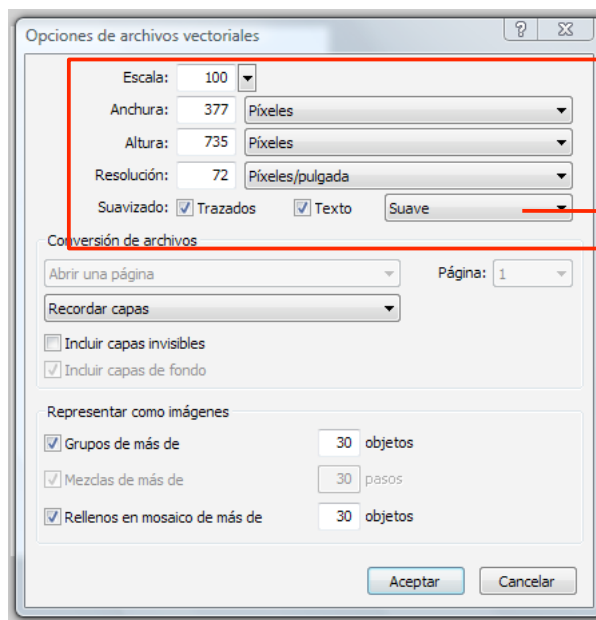 Opciones de archivos vectoriales
Escala: 100
Anchura: 377 Píxeles
Altura: 735 Píxeles
Resolución: 72 Píxeles/pulgada
Suavizado: Trazados Texto Suave
Conversión de archivos
Abrir una página Página: 1
Recordar capas
Incluir capas invisibles
Incluir capas de fondo
Representar como imágenes
Grupos de más de 30 objetos
Mezclas de más de 30 pasos
Rellenos en mosaico de más de 30 objetos
Aceptar Cancelar